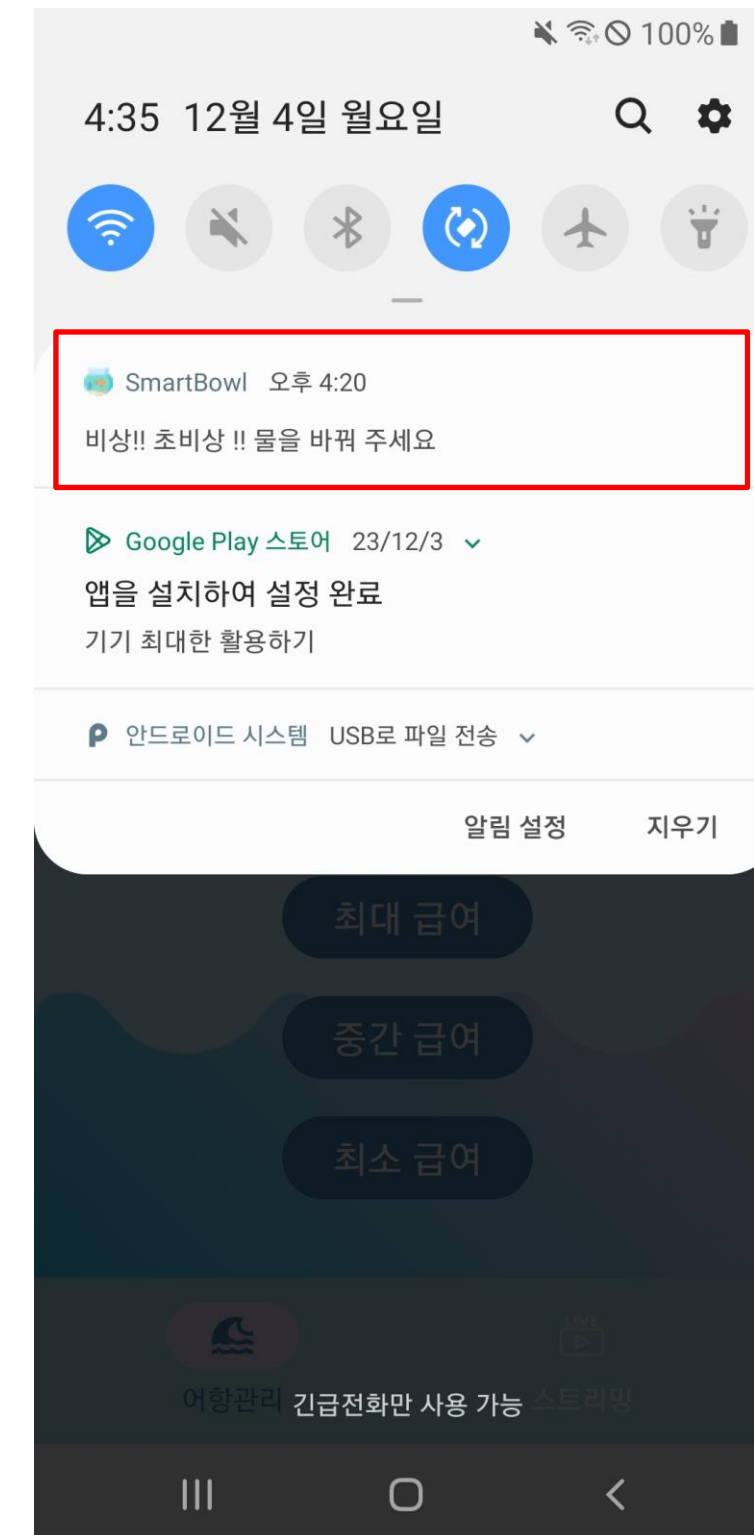 100%
4:35 12월 4일 월요일
SmartBowl 오후 4:20
비상!! 초비상 !! 물을 바꿔 주세요
Google Play 스토어 23/12/3
앱을 설치하여 설정 완료
기기 최대한 활용하기
안드로이드 시스템 USB로 파일 전송
알림 설정 지우기
최대 급여
중간 급여
최소 급여
LIVE
어항관리 스트리밍
긴급전화만 사용 가능